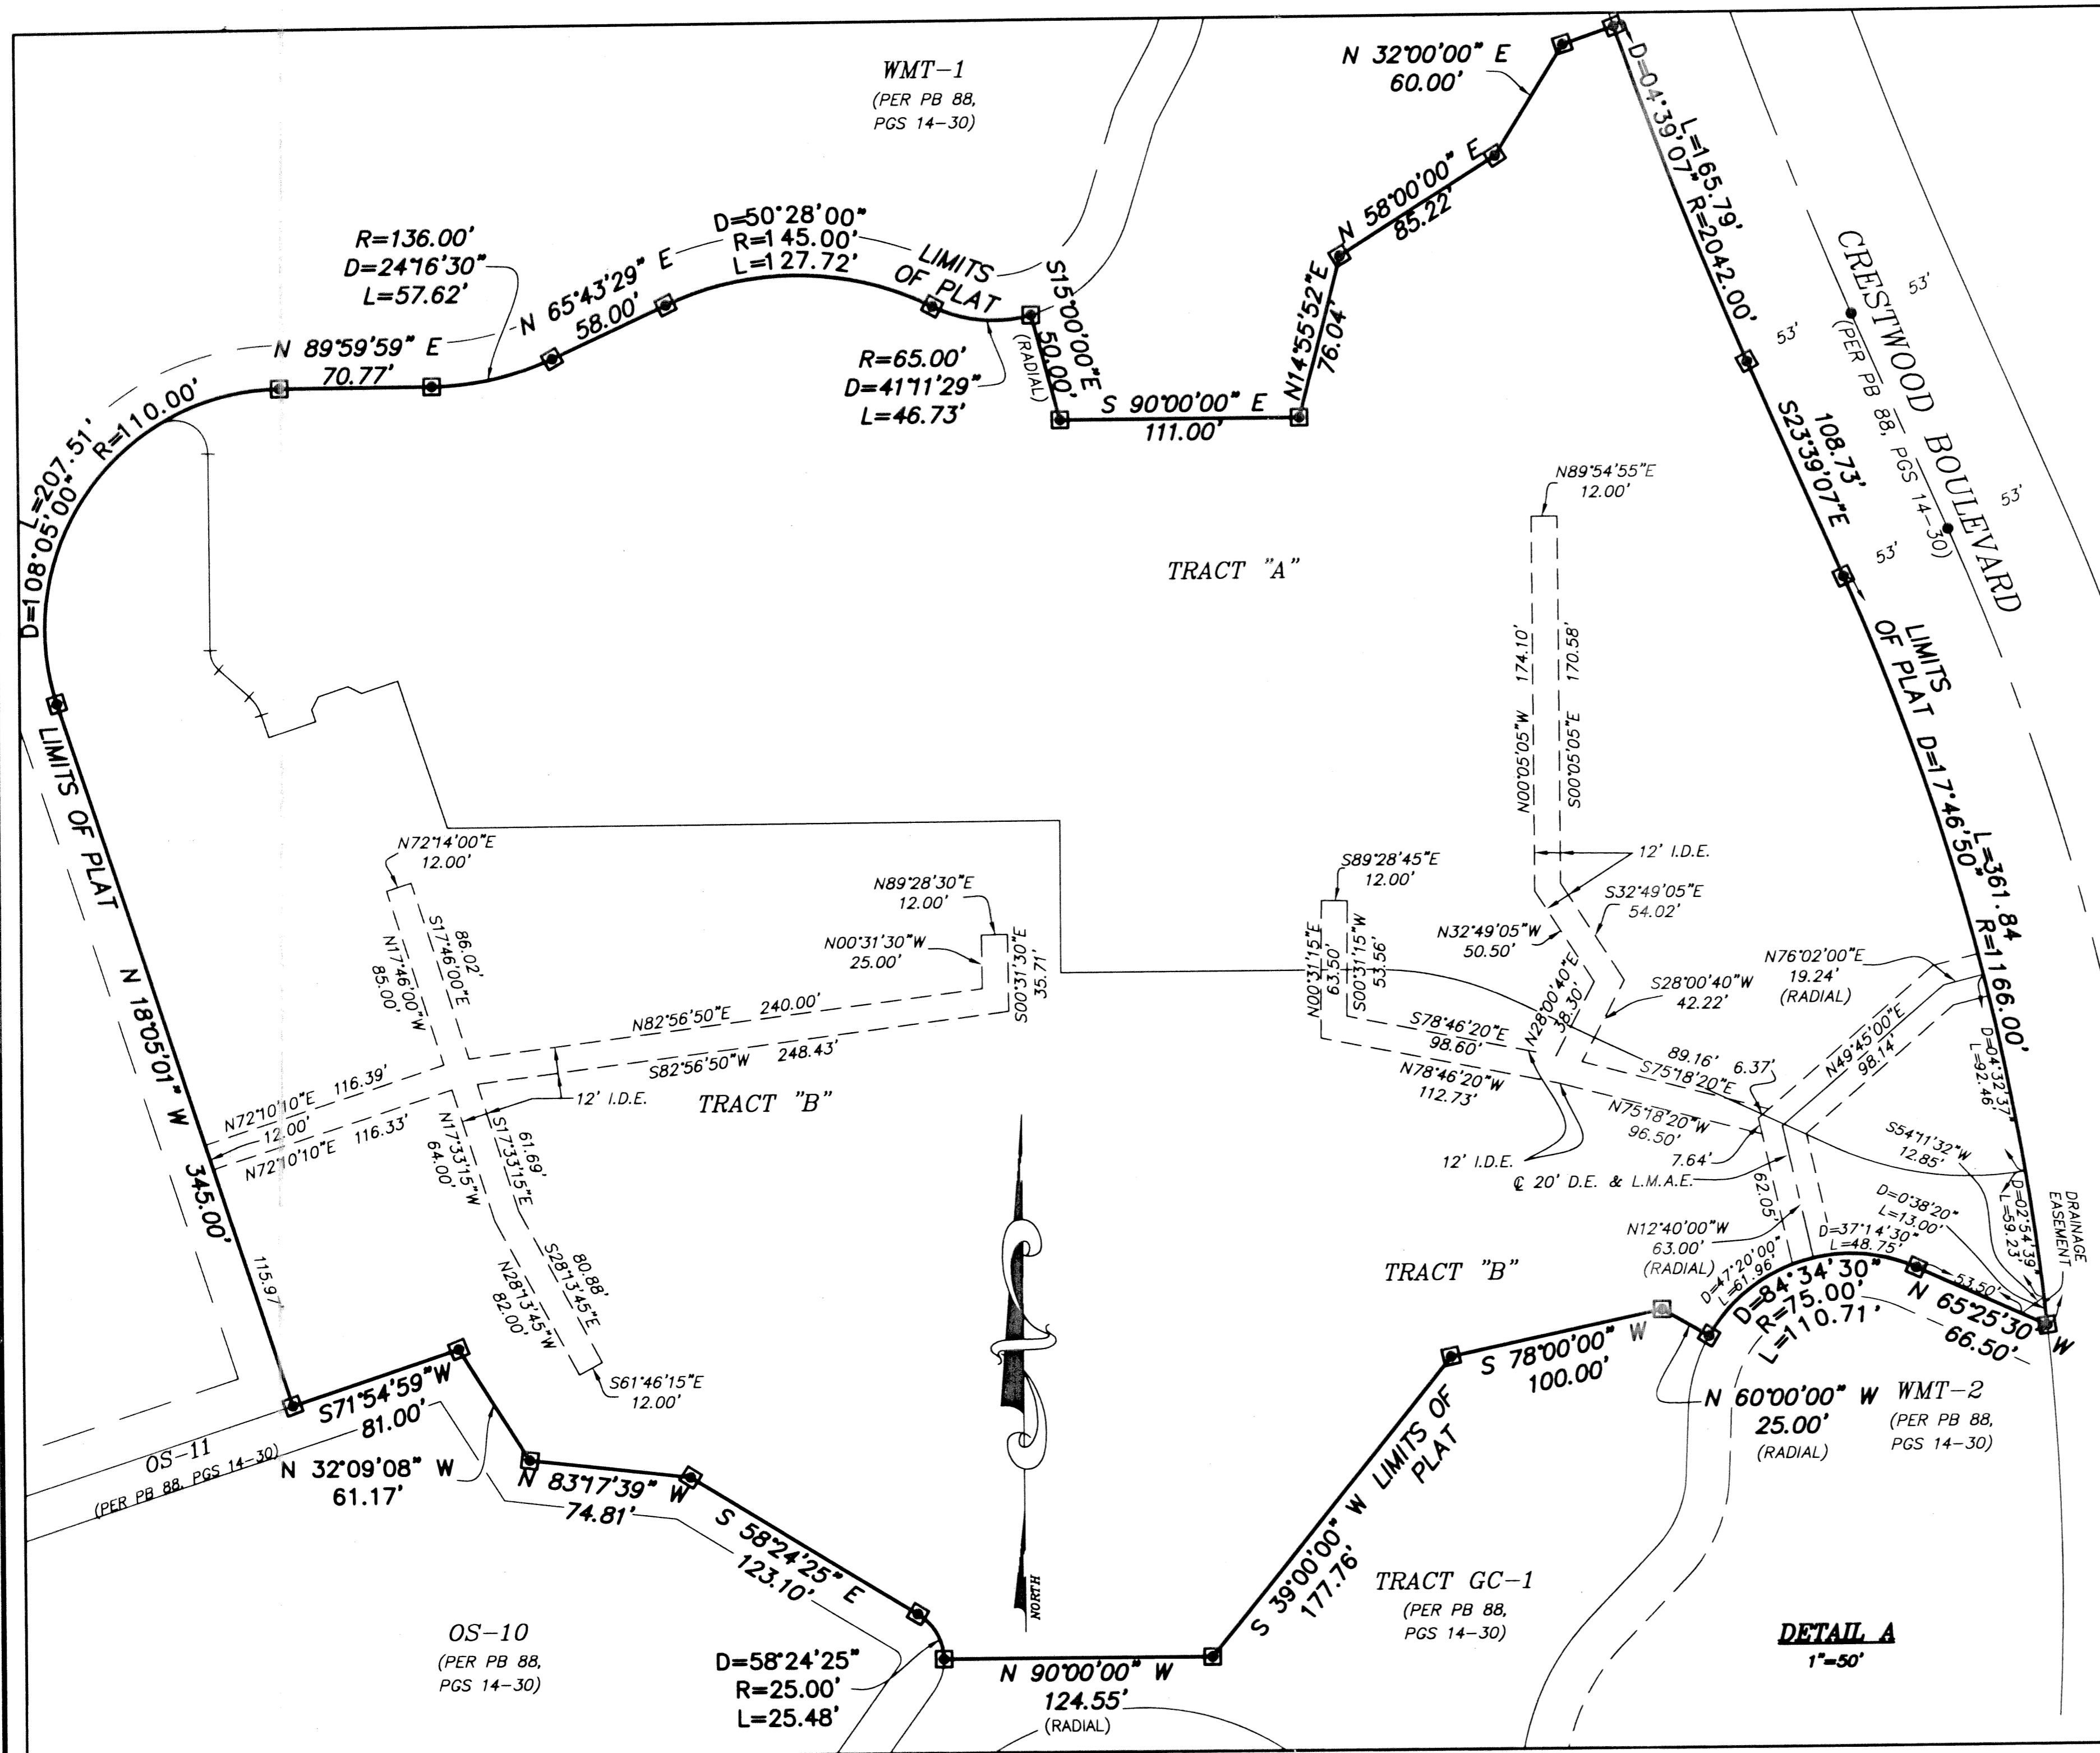 WMT-1
(PER PB 88,
PGS 14-30)
N 32°00'00" E
60.00'
D=04°39'07"
L=165.79'
R=2042.00'
N 58°00'00" E
85.22'
R=136.00'
D=24°16'30"
L=57.62'
N 65°43'29" E
58.00'
D=50°28'00"
R=145.00'
L=127.72'
LIMITS
OF PLAT
S15°00'00"E
50.00'
(RADIAL)
N14°55'52"E
76.04'
CRESTWOOD BOULEVARD
(PER PB 88, PGS 14-30)
53'
53'
53'
53'
N 89°59'59" E
70.77'
R=65.00'
D=41°11'29"
L=46.73'
S 90°00'00" E
111.00'
L=207.51'
R=110.00'
D=108°05'00"
108.73'
S23°39'07"E
N89°54'55"E
12.00'
TRACT "A"
N00°05'05"W 174.10'
S00°05'05"E 170.58'
LIMITS
OF PLAT
D=17°46'50"
L=361.84
R=1166.00'
LIMITS OF PLAT
N 18°05'01" W
345.00'
115.97'
N72°14'00"E
12.00'
86.02'
S17°46'00"E
N17°46'00"W
85.00'
N89°28'30"E
12.00'
N00°31'30"W
25.00'
S00°31'30"E
35.71'
N82°56'50"E 240.00'
S82°56'50"W 248.43'
12' I.D.E.
TRACT "B"
N72°10'10"E 116.39'
12.00'
N72°10'10"E 116.33'
N17°33'15"W
64.00'
61.69'
S17°33'15"E
80.88'
S28°13'45"E
N28°13'45"W
82.00'
S61°46'15"E
12.00'
S89°28'45"E
12.00'
N00°31'15"E
63.50'
S00°31'15"W
53.56'
12' I.D.E.
S32°49'05"E
54.02'
N32°49'05"W
50.50'
N28°00'40"E
38.30'
S28°00'40"W
42.22'
S78°46'20"E
98.60'
N78°46'20"W
112.73'
89.16'
S75°18'20"E
6.37'
N75°18'20"W
96.50'
7.64'
12' I.D.E.
℄ 20' D.E. & L.M.A.E.
N76°02'00"E
19.24'
(RADIAL)
N49°45'00"E
98.14'
D=04°32'37"
L=92.46'
S54°11'32"W
12.85'
D=0°38'20"
L=13.00'
D=02°54'39"
L=59.23'
DRAINAGE
EASEMENT
62.05'
N12°40'00"W
63.00'
(RADIAL)
D=37°14'30"
L=48.75'
D=47°20'00"
L=61.96'
D=84°34'30"
R=75.00'
L=110.71'
53.50'
N 65°25'30" W
66.50'
TRACT "B"
S 78°00'00" W
100.00'
N 60°00'00" W
25.00'
(RADIAL)
WMT-2
(PER PB 88,
PGS 14-30)
S71°54'59"W
81.00'
OS-11
(PER PB 88, PGS 14-30)
N 32°09'08" W
61.17'
N 83°17'39" W
74.81'
S 58°24'25" E
123.10'
OS-10
(PER PB 88,
PGS 14-30)
D=58°24'25"
R=25.00'
L=25.48'
NORTH
N 90°00'00" W
124.55'
(RADIAL)
S 39°00'00" W
177.76'
LIMITS OF
PLAT
TRACT GC-1
(PER PB 88,
PGS 14-30)
DETAIL A
1"=50'